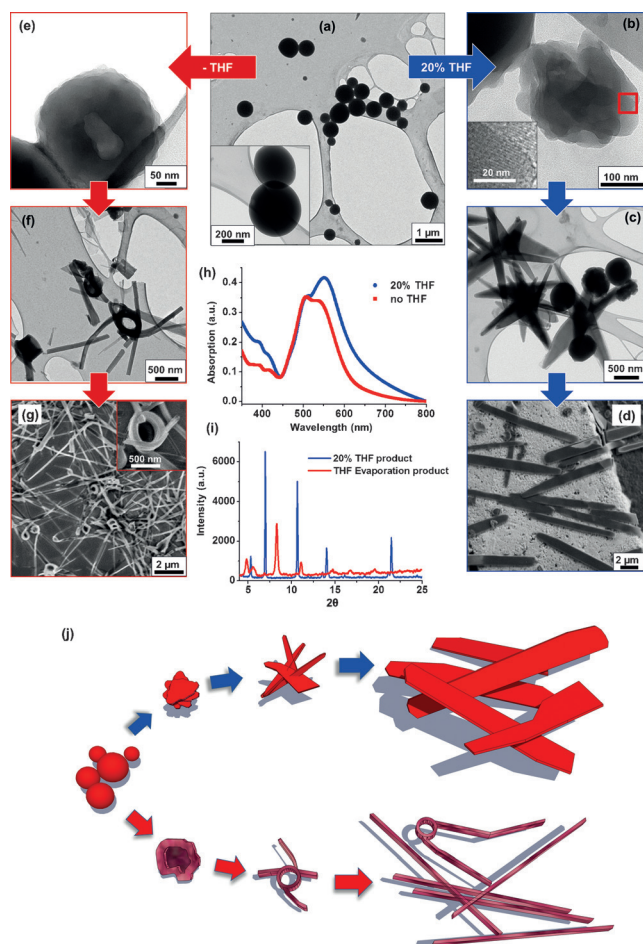 (e)
- THF
(a)
20% THF
(b)
50 nm
200 nm
1 µm
20 nm
100 nm
(f)
500 nm
(h)
Absorption (a.u.)
0.4
0.3
0.2
0.1
0.0
20% THF
no THF
400 500 600 700 800
Wavelength (nm)
(c)
500 nm
(g)
500 nm
2 µm
(i)
Intensity (a.u.)
6000
4000
2000
0
20% THF product
THF Evaporation product
5 10 15 20 25
2θ
(d)
2 µm
(j)